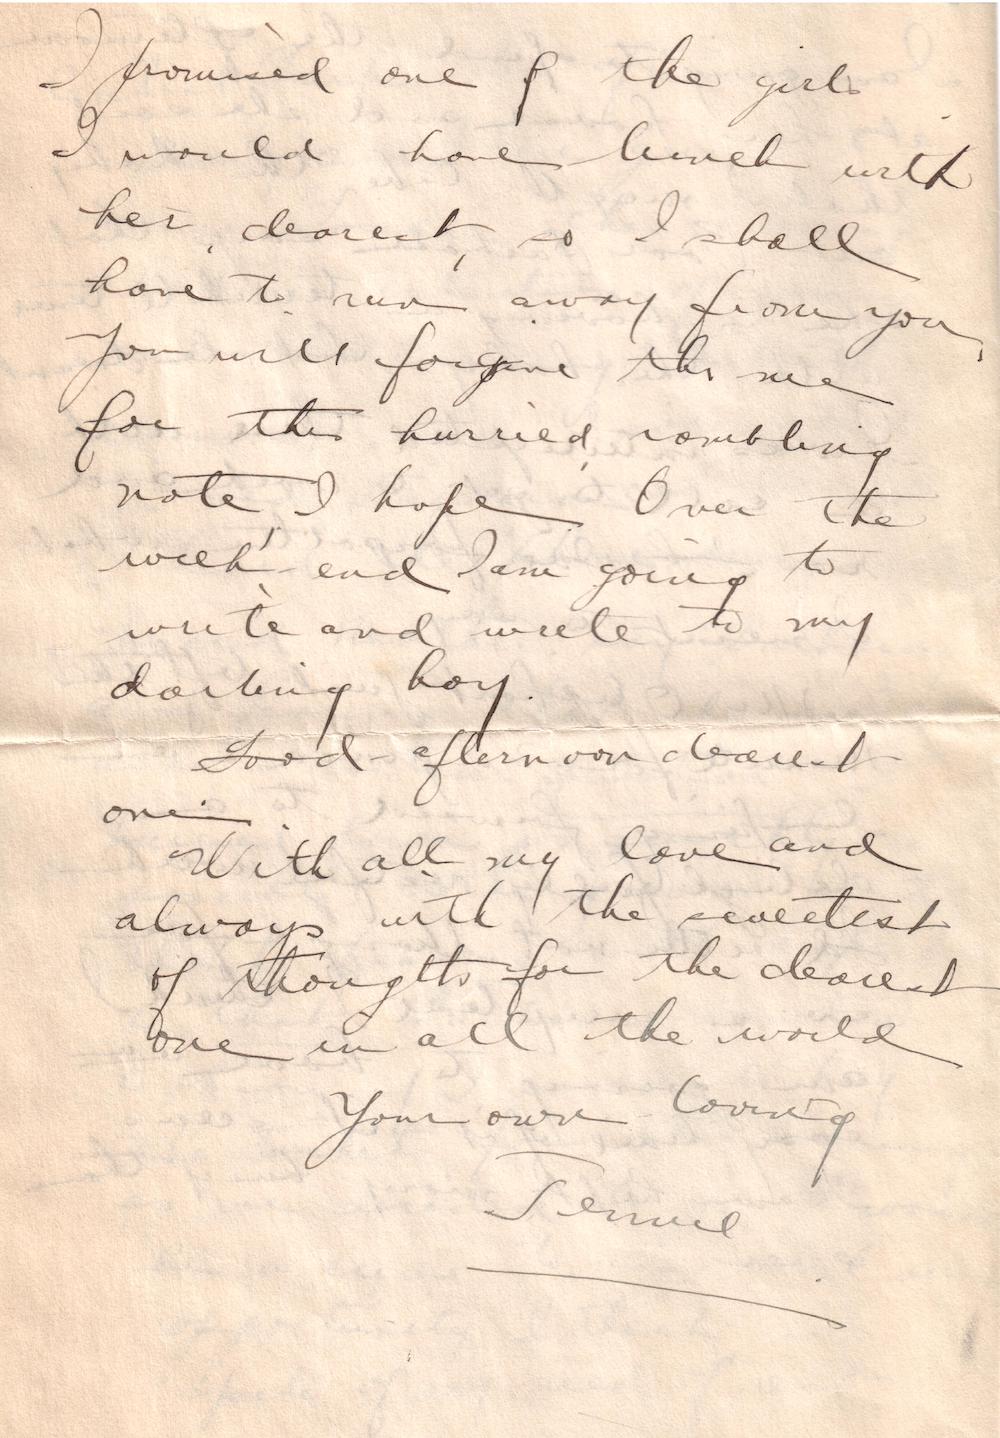 I promised one of the girls
I would have lunch with
her, dearest, so I shall
have to run away from you,
You will forgive the me
for this hurried, rambling
note, I hope. Over the
week-end I am going to
write and write to my
darling boy.
Good-afternoon dearest
one.
With all my love and
always with the sweetest
of thougths for the dearest
one in all the world
Your own loving